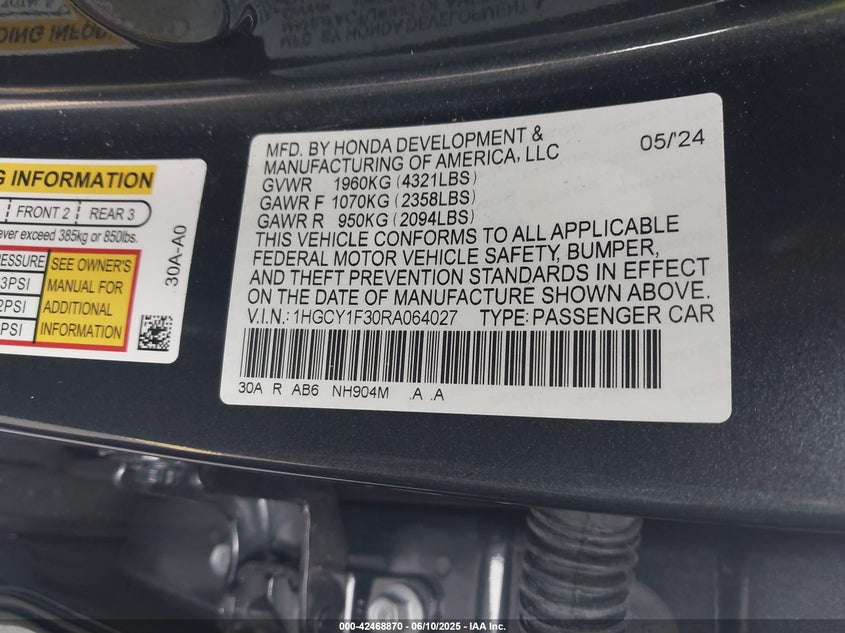 MFD. BY HONDA DEVELOPMENT &
MANUFACTURING OF AMERICA, LLC
05/'24
GVWR 1960KG (4321LBS)
GAWR F 1070KG (2358LBS)
GAWR R 950KG (2094LBS)
THIS VEHICLE CONFORMS TO ALL APPLICABLE
FEDERAL MOTOR VEHICLE SAFETY, BUMPER,
AND THEFT PREVENTION STANDARDS IN EFFECT
ON THE DATE OF MANUFACTURE SHOWN ABOVE.
V.I.N.: 1HGCY1F30RA064027 TYPE: PASSENGER CAR
30A R AB6 NH904M .A .A
G INFORMATION
FRONT 2 REAR 3
ever exceed 385kg or 850lbs.
30A-A0
SEE OWNER'S
MANUAL FOR
ADDITIONAL
INFORMATION
3PSI
2PSI
PSI
000-42468870 - 06/10/2025 - IAA Inc.